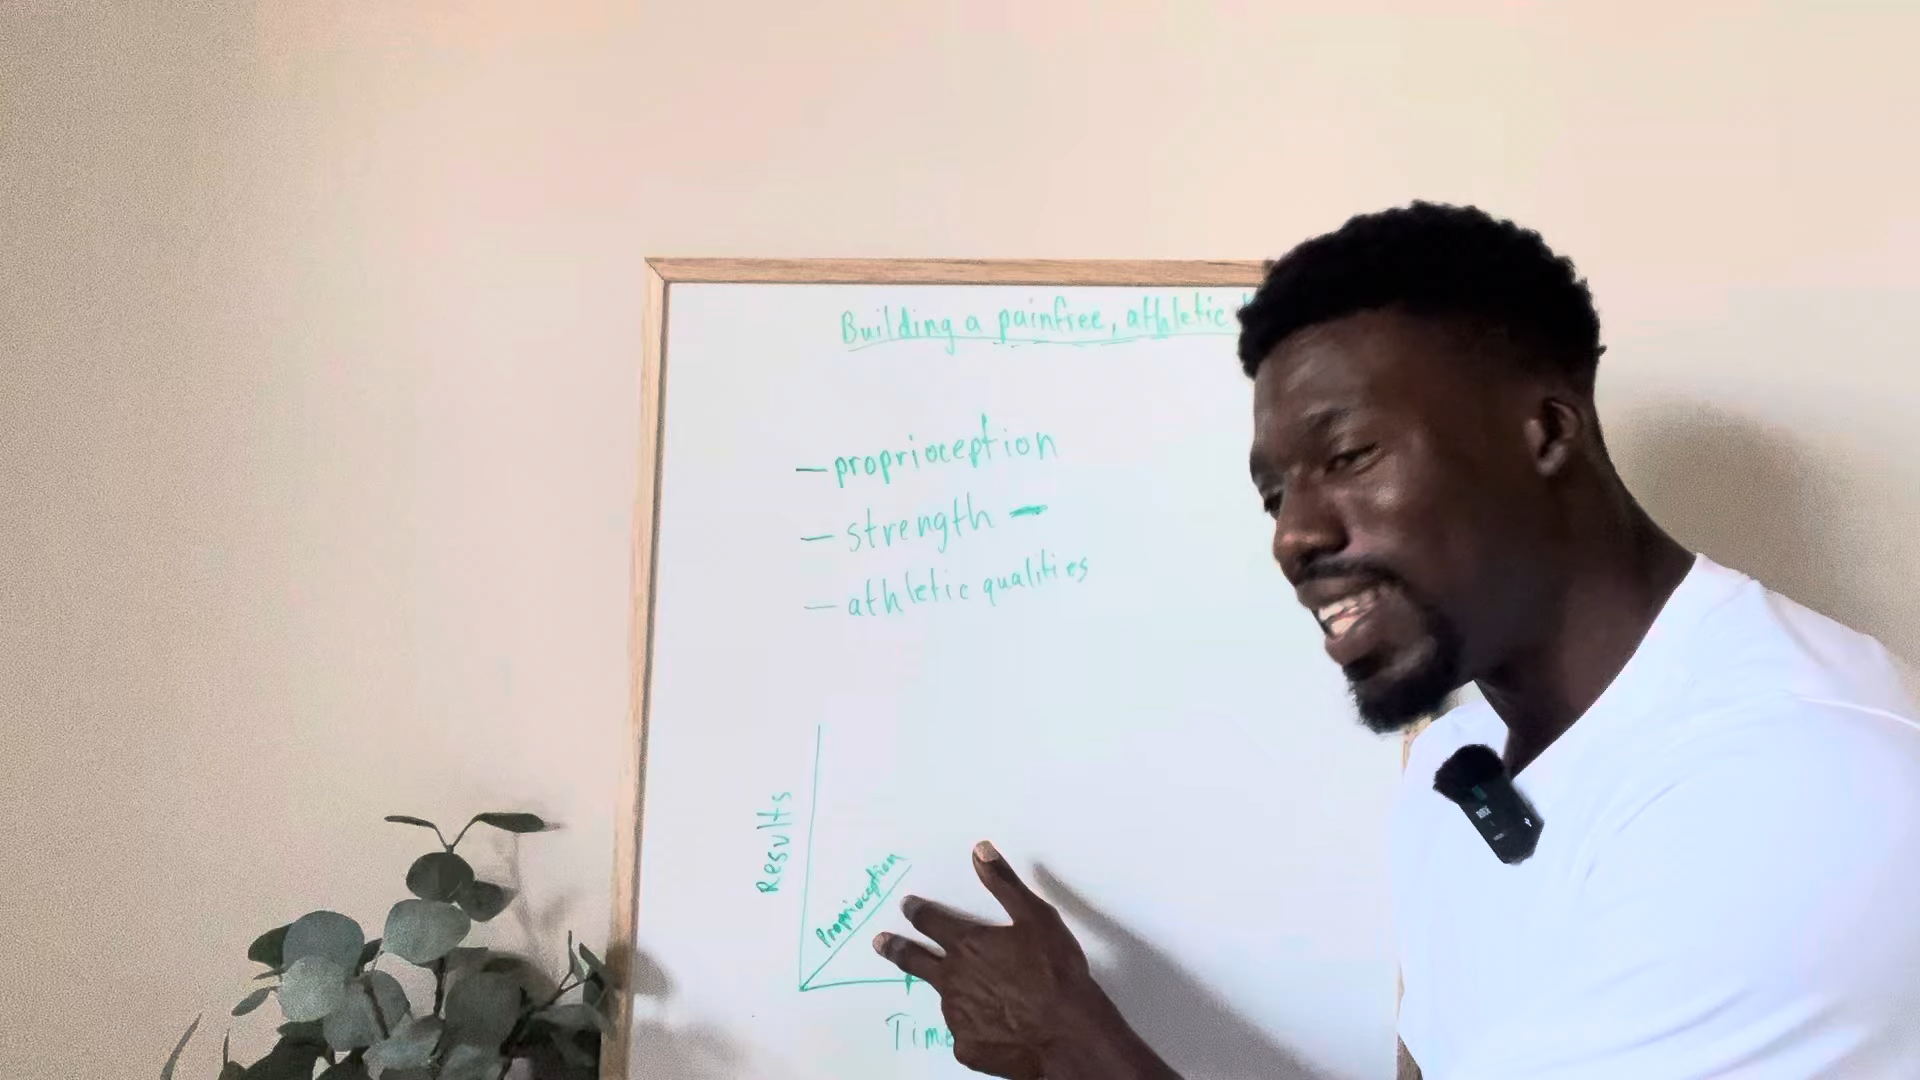 Building a painfree, athletic
– proprioception
– strength –
– athletic qualities
Results
Proprioception
Time